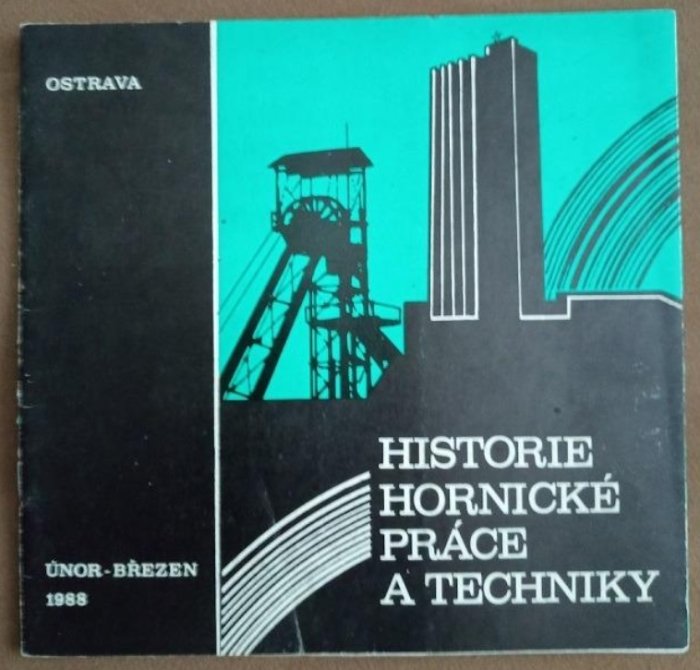 OSTRAVA
HISTORIE
HORNICKÉ
PRÁCE
A TECHNIKY
ÚNOR-BŘEZEN
1988